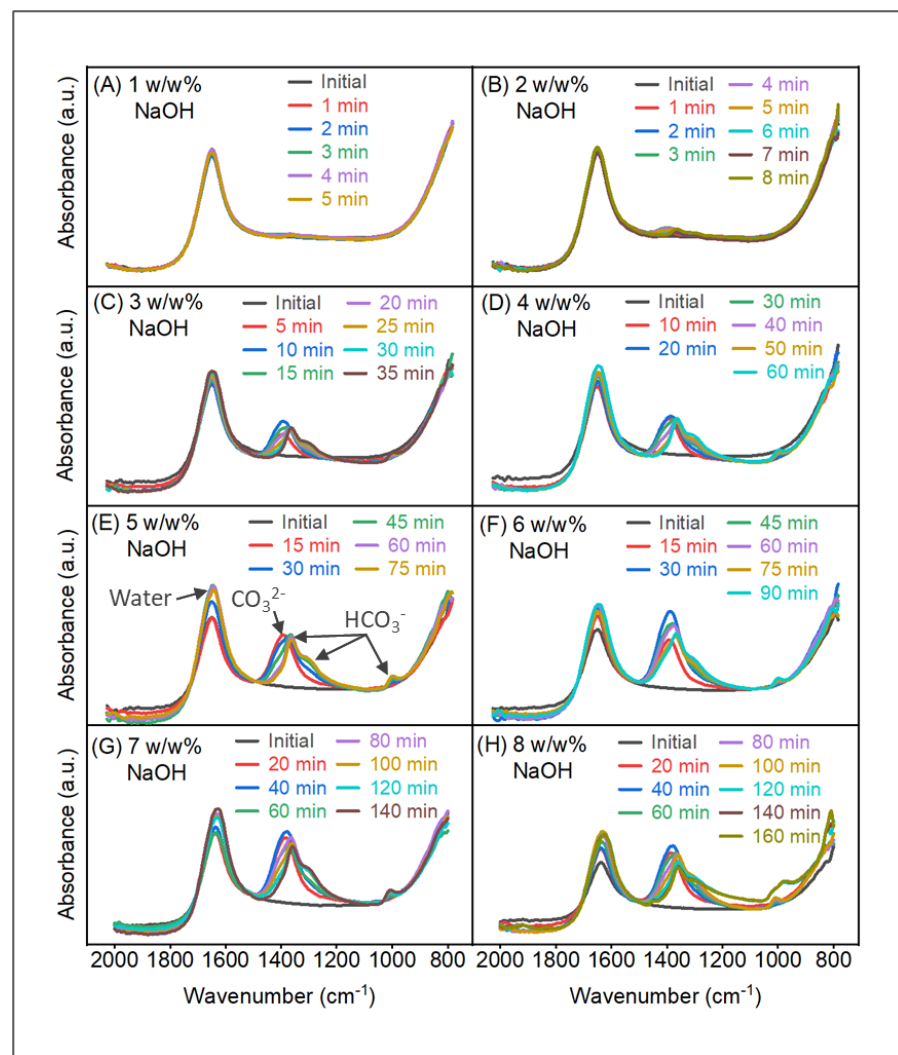 (A) 1 w/w%
NaOH
Initial
1 min
2 min
3 min
4 min
5 min
(B) 2 w/w%
NaOH
Initial
1 min
2 min
3 min
4 min
5 min
6 min
7 min
8 min
Absorbance (a.u.)
(C) 3 w/w%
NaOH
Initial
5 min
10 min
15 min
20 min
25 min
30 min
35 min
(D) 4 w/w%
NaOH
Initial
10 min
20 min
30 min
40 min
50 min
60 min
Absorbance (a.u.)
(E) 5 w/w%
NaOH
Initial
15 min
30 min
45 min
60 min
75 min
Water
CO₃²⁻
HCO₃⁻
(F) 6 w/w%
NaOH
Initial
15 min
30 min
45 min
60 min
75 min
90 min
Absorbance (a.u.)
(G) 7 w/w%
NaOH
Initial
20 min
40 min
60 min
80 min
100 min
120 min
140 min
(H) 8 w/w%
NaOH
Initial
20 min
40 min
60 min
80 min
100 min
120 min
140 min
160 min
Absorbance (a.u.)
2000 1800 1600 1400 1200 1000 800
2000 1800 1600 1400 1200 1000 800
Wavenumber (cm⁻¹)
Wavenumber (cm⁻¹)